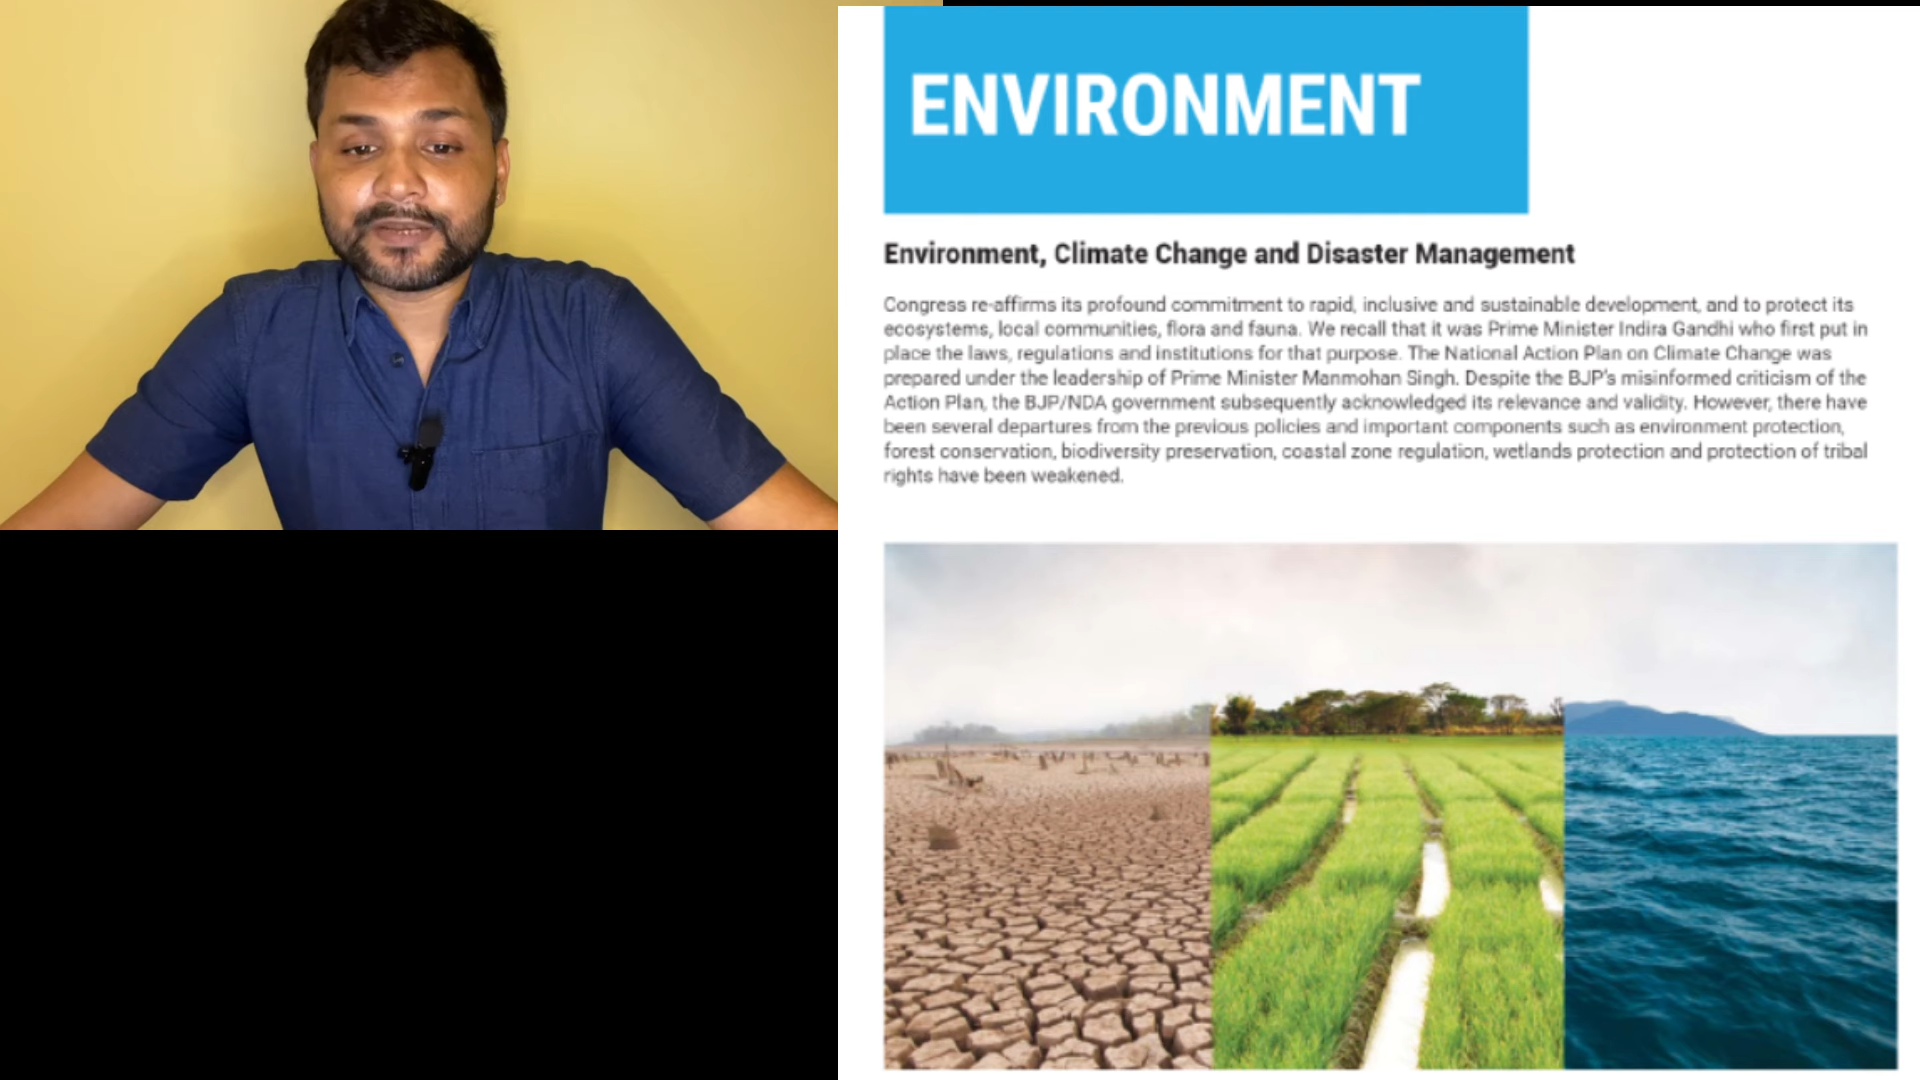 ENVIRONMENT
Environment, Climate Change and Disaster Management
Congress re-affirms its profound commitment to rapid, inclusive and sustainable development, and to protect its
ecosystems, local communities, flora and fauna. We recall that it was Prime Minister Indira Gandhi who first put in
place the laws, regulations and institutions for that purpose. The National Action Plan on Climate Change was
prepared under the leadership of Prime Minister Manmohan Singh. Despite the BJP's misinformed criticism of the
Action Plan, the BJP/NDA government subsequently acknowledged its relevance and validity. However, there have
been several departures from the previous policies and important components such as environment protection,
forest conservation, biodiversity preservation, coastal zone regulation, wetlands protection and protection of tribal
rights have been weakened.